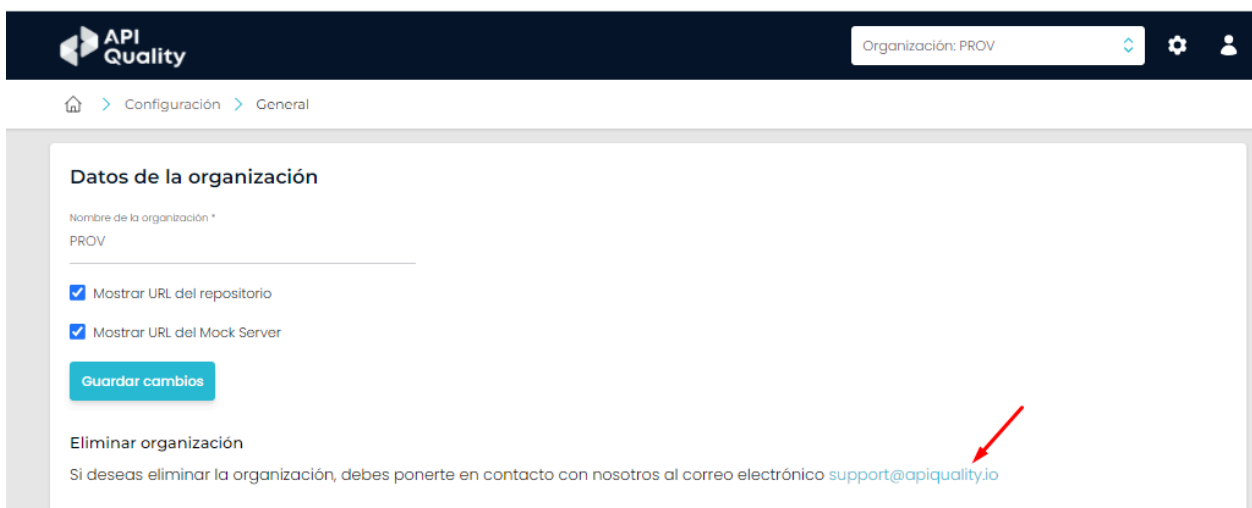 API
Quality
Organización: PROV
Configuración > General
Datos de la organización
Nombre de la organización *
PROV
Mostrar URL del repositorio
Mostrar URL del Mock Server
Guardar cambios
Eliminar organización
Si deseas eliminar la organización, debes ponerte en contacto con nosotros al correo electrónico support@apiquality.io